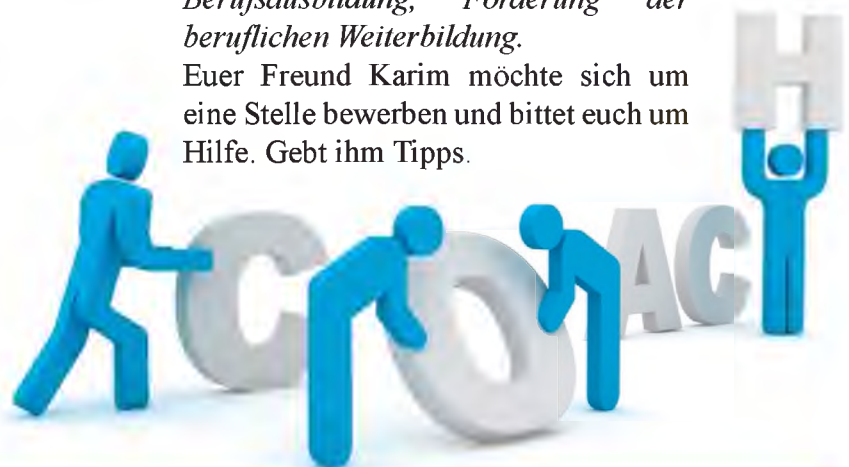 Berufsausbildung, Förderung der
beruflichen Weiterbildung.
Euer Freund Karim möchte sich um
eine Stelle bewerben und bittet euch um
Hilfe. Gebt ihm Tipps.
COACH